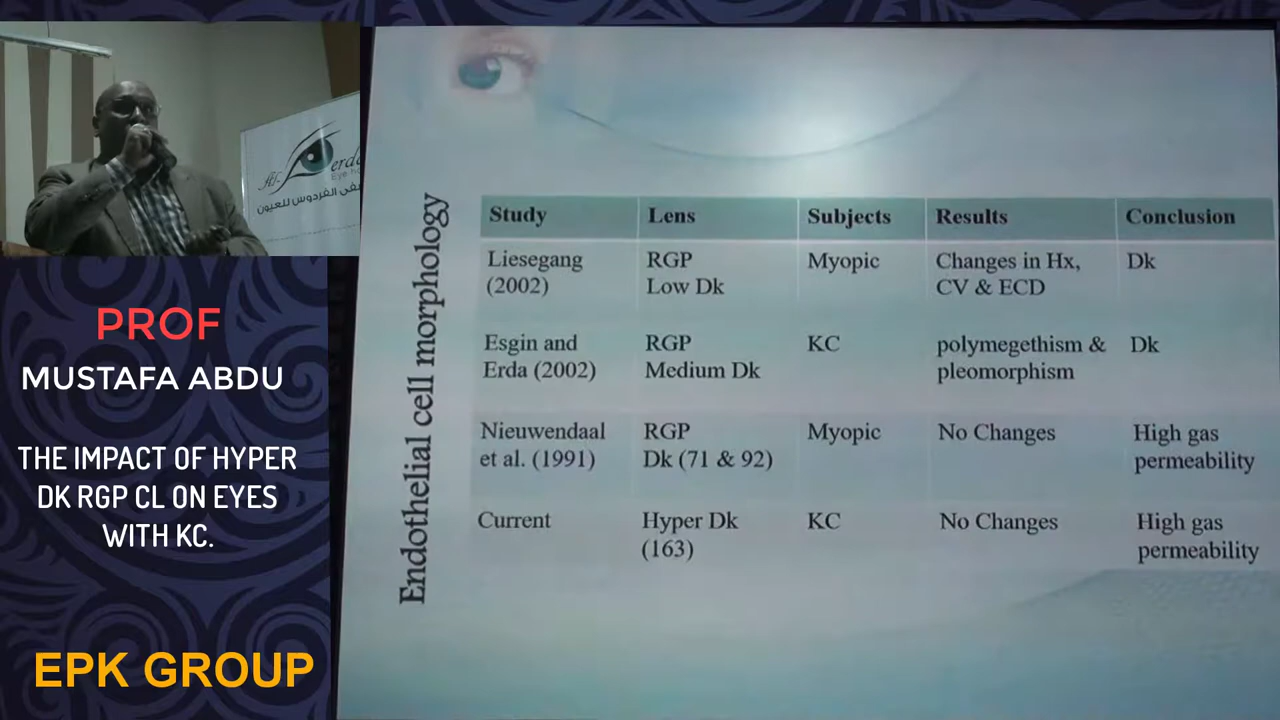 Al-
erd
Eye h
فى الفردوس للعيون
PROF
MUSTAFA ABDU
THE IMPACT OF HYPER
DK RGP CL ON EYES
WITH KC.
EPK GROUP
Endothelial cell morphology
Study Lens Subjects Results Conclusion
Liesegang (2002) RGP Low Dk Myopic Changes in Hx, CV & ECD Dk
Esgin and Erda (2002) RGP Medium Dk KC polymegethism & pleomorphism Dk
Nieuwendaal et al. (1991) RGP Dk (71 & 92) Myopic No Changes High gas permeability
Current Hyper Dk (163) KC No Changes High gas permeability